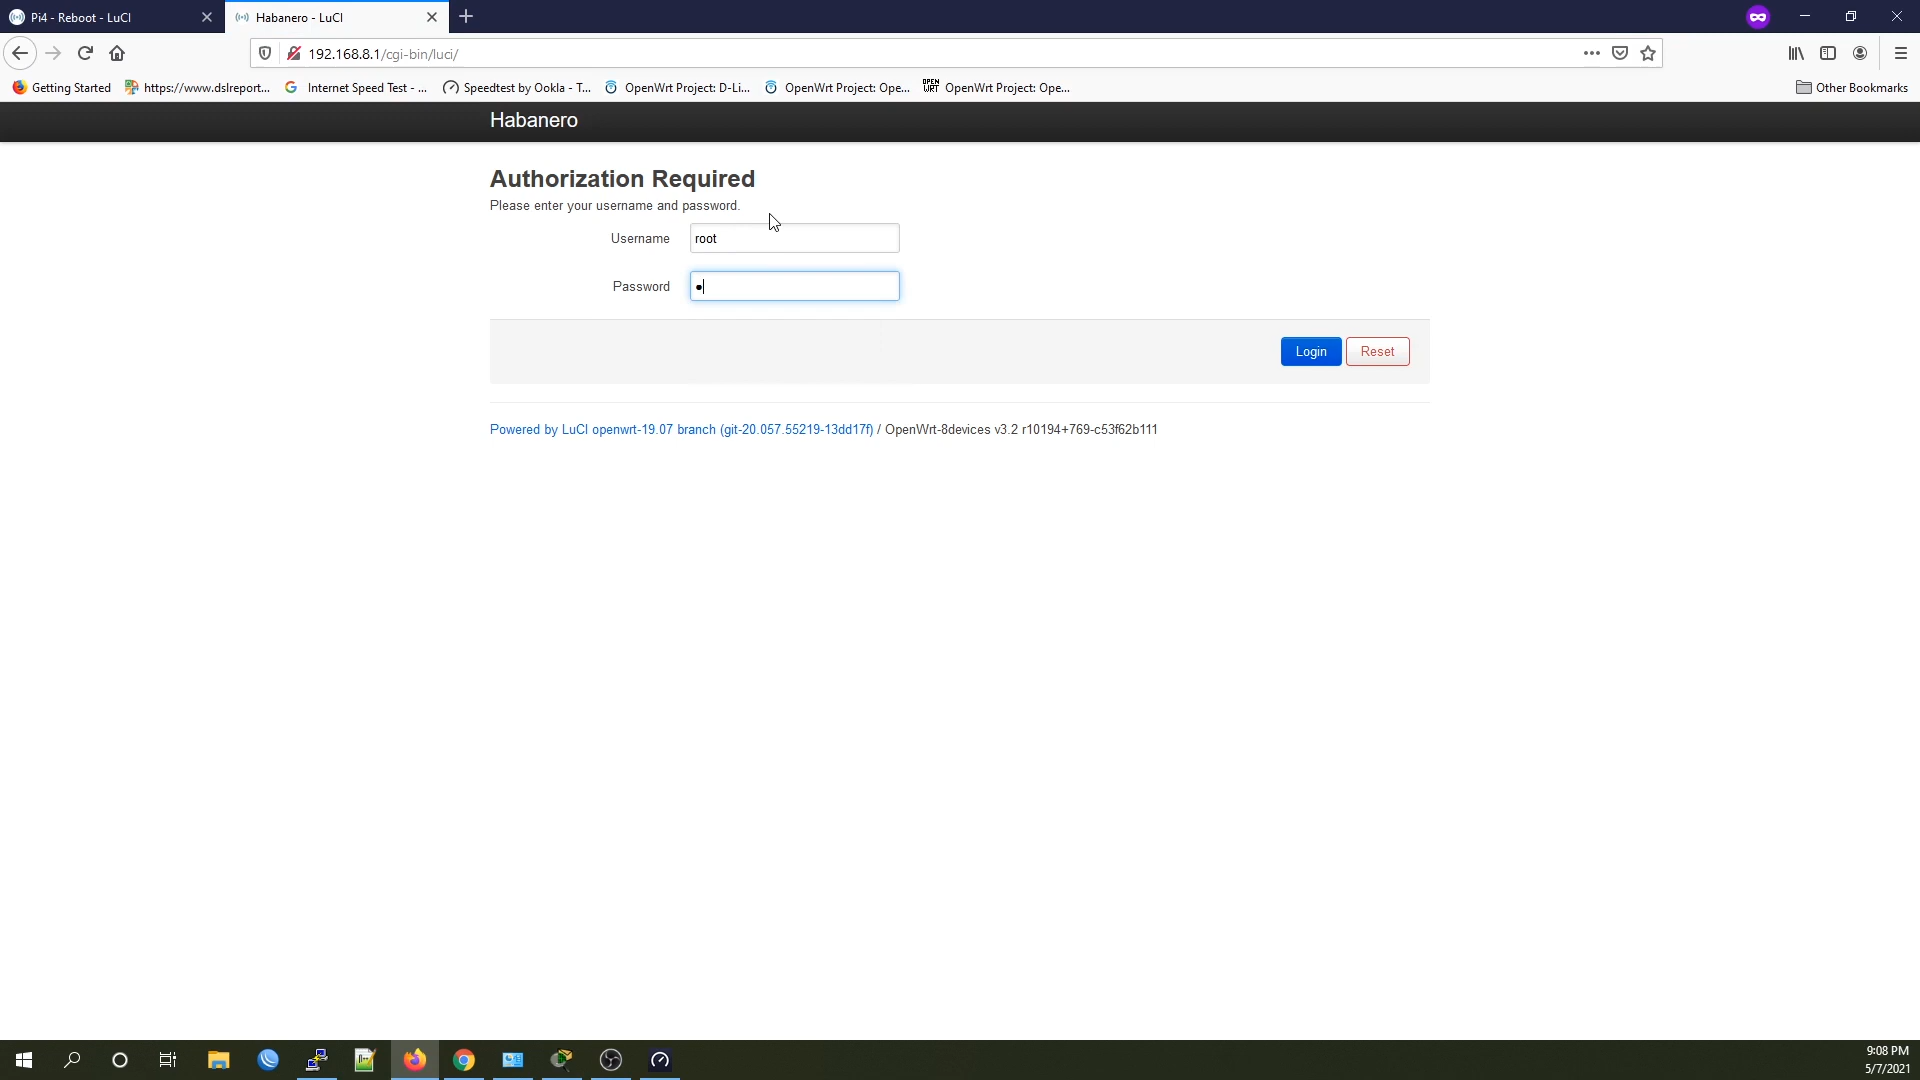 Pi4 - Reboot - LuCI
Habanero - LuCI
192.168.8.1/cgi-bin/luci/
Getting Started
https://www.dslreport...
Internet Speed Test - ...
Speedtest by Ookla - T...
OpenWrt Project: D-Li...
OpenWrt Project: Ope...
OPEN WRT
OpenWrt Project: Ope...
Other Bookmarks
Habanero
Authorization Required
Please enter your username and password.
Username
root
Password
Login
Reset
Powered by LuCI openwrt-19.07 branch (git-20.057.55219-13dd17f) / OpenWrt-8devices v3.2 r10194+769-c53f62b111
9:08 PM
5/7/2021